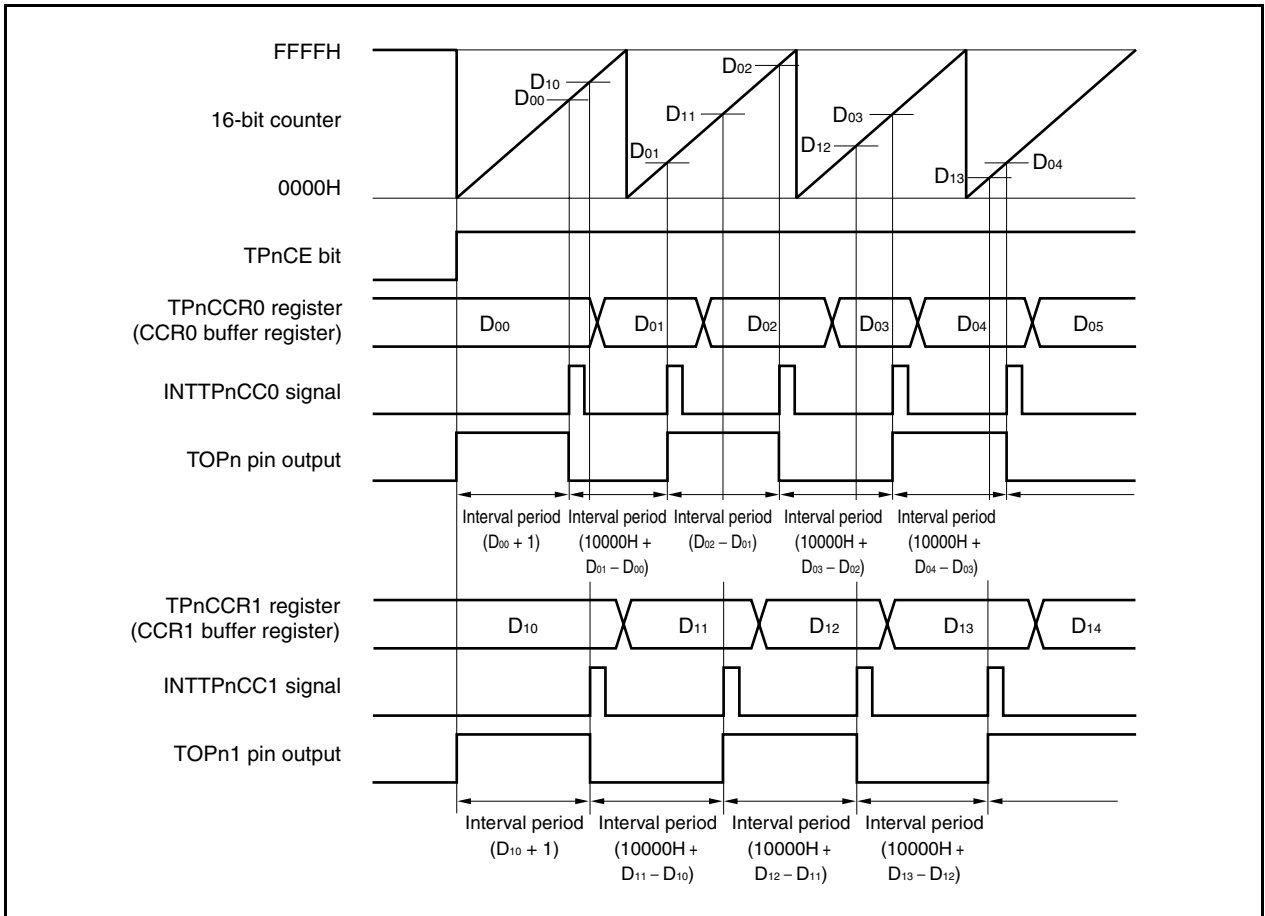 FFFFH
16-bit counter
0000H
D10
D00
D01
D11
D02
D12
D03
D13
D04
TPnCE bit
TPnCCR0 register
(CCR0 buffer register)
D00
D01
D02
D03
D04
D05
INTTPnCC0 signal
TOPn pin output
Interval period
(D00 + 1)
Interval period
(10000H +
D01 – D00)
Interval period
(D02 – D01)
Interval period
(10000H +
D03 – D02)
Interval period
(10000H +
D04 – D03)
TPnCCR1 register
(CCR1 buffer register)
D10
D11
D12
D13
D14
INTTPnCC1 signal
TOPn1 pin output
Interval period
(D10 + 1)
Interval period
(10000H +
D11 – D10)
Interval period
(10000H +
D12 – D11)
Interval period
(10000H +
D13 – D12)